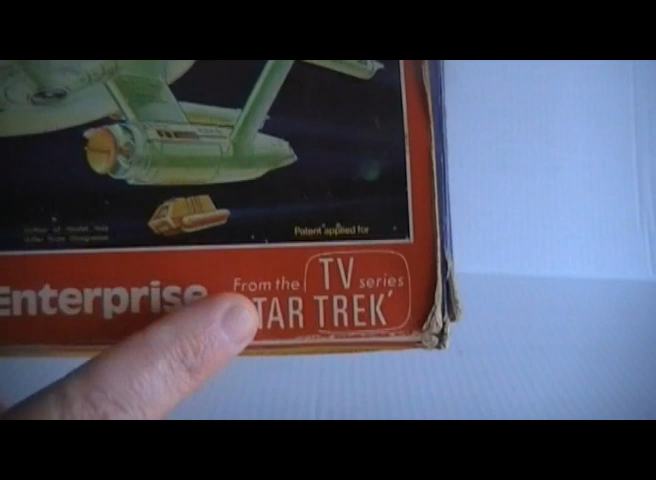 Patent applied for
Enterprise
From the TV series
TAR TREK